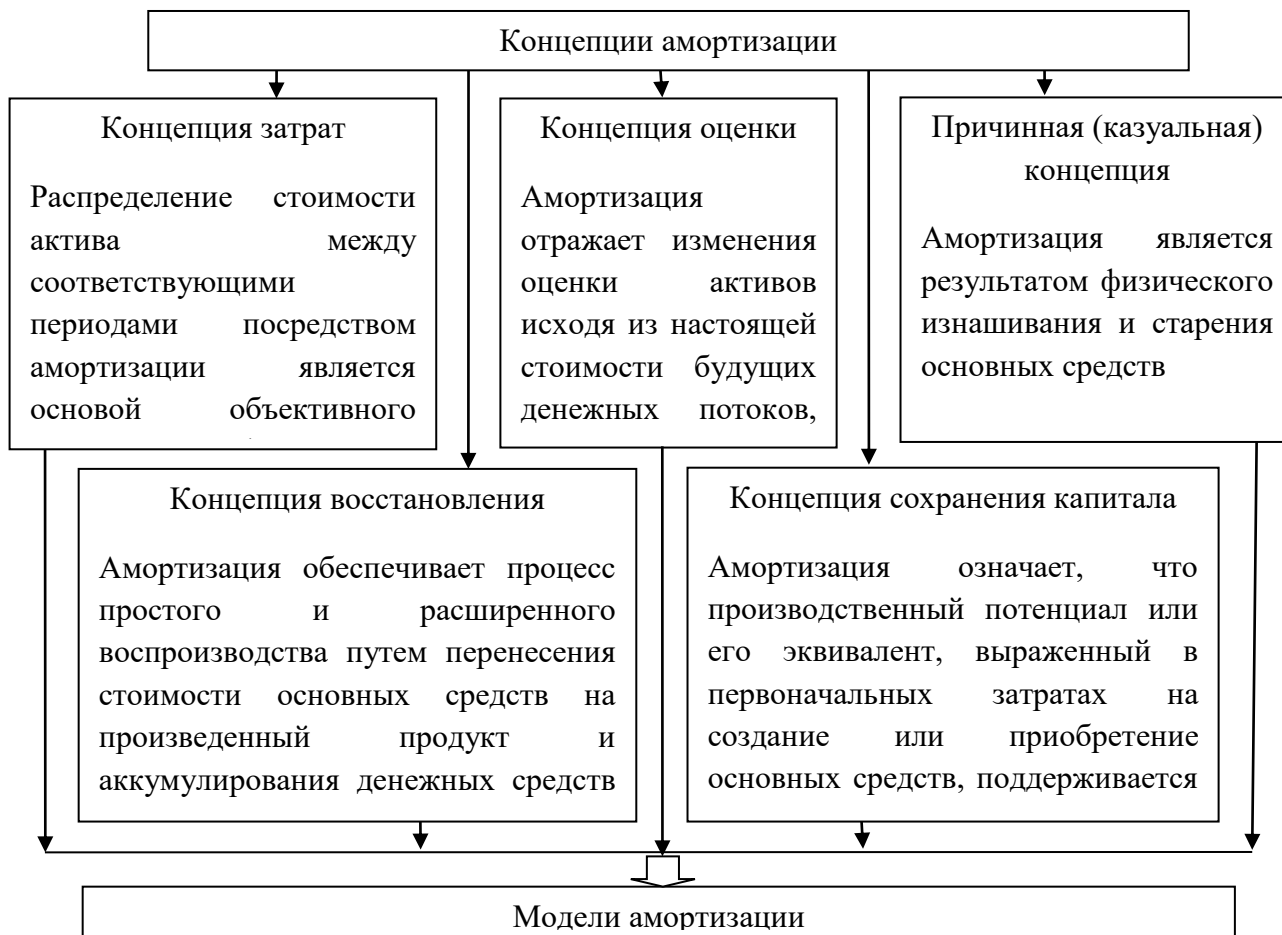 Концепции амортизации
Концепция затрат
Распределение стоимости
актива между
соответствующими
периодами посредством
амортизации является
основой объективного
Концепция оценки
Амортизация
отражает изменения
оценки активов
исходя из настоящей
стоимости будущих
денежных потоков,
Причинная (казуальная)
концепция
Амортизация является
результатом физического
изнашивания и старения
основных средств
Концепция восстановления
Амортизация обеспечивает процесс
простого и расширенного
воспроизводства путем перенесения
стоимости основных средств на
произведенный продукт и
аккумулирования денежных средств
Концепция сохранения капитала
Амортизация означает, что
производственный потенциал или
его эквивалент, выраженный в
первоначальных затратах на
создание или приобретение
основных средств, поддерживается
Модели амортизации